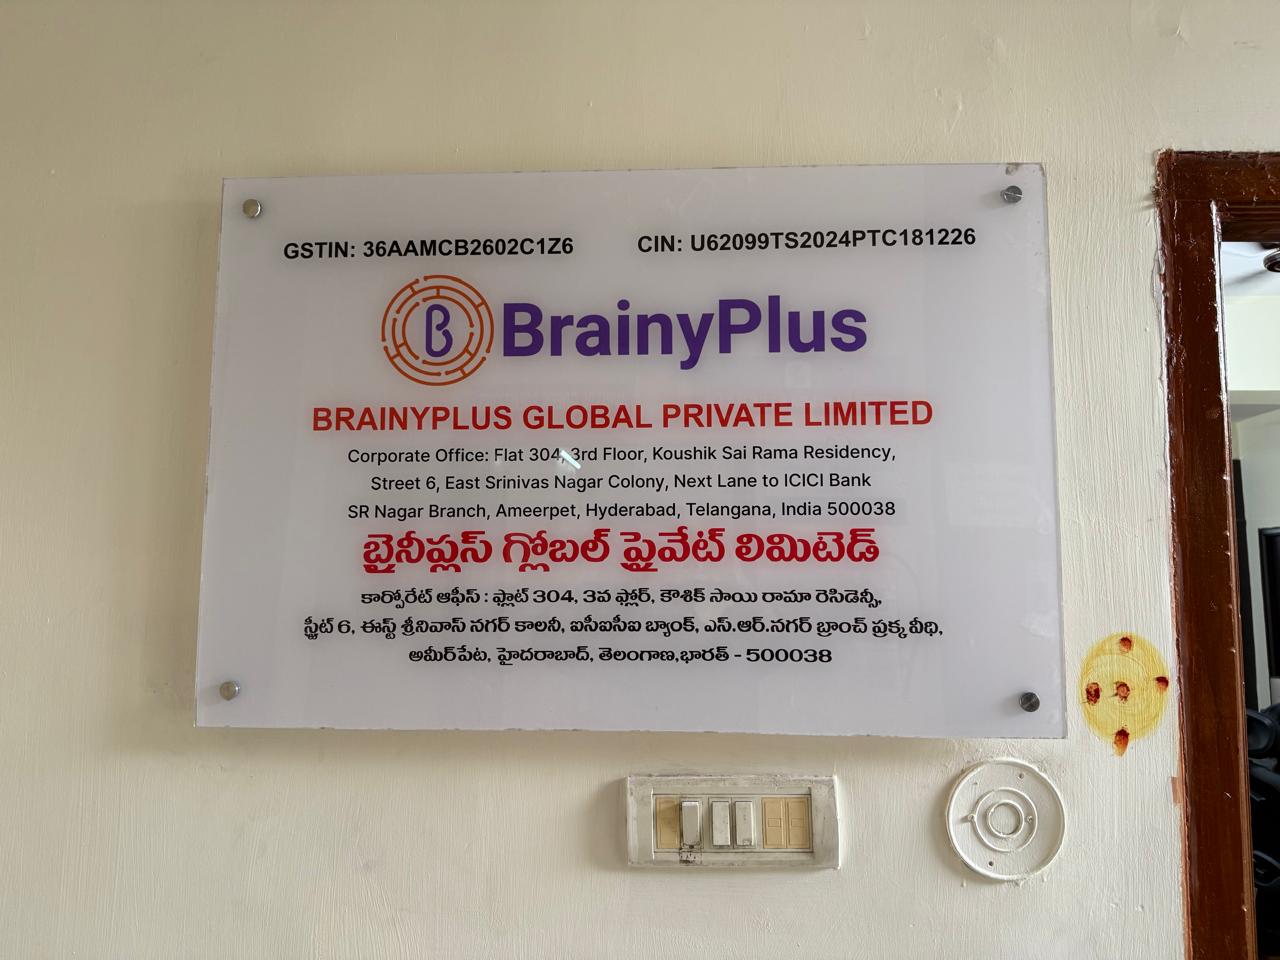 GSTIN: 36AAMCB2602C1Z6 CIN: U62099TS2024PTC181226
B BrainyPlus
BRAINYPLUS GLOBAL PRIVATE LIMITED
Corporate Office: Flat 304, 3rd Floor, Koushik Sai Rama Residency,
Street 6, East Srinivas Nagar Colony, Next Lane to ICICI Bank
SR Nagar Branch, Ameerpet, Hyderabad, Telangana, India 500038
బ్రైనీప్లస్ గ్లోబల్ ప్రైవేట్ లిమిటెడ్
కార్పోరేట్ ఆఫీస్ : ఫ్లాట్ 304, 3వ ఫ్లోర్, కౌశిక్ సాయి రామా రెసిడెన్సీ,
స్ట్రీట్ 6, ఈస్ట్ శ్రీనివాస్ నగర్ కాలనీ, ఐసీఐసీఐ బ్యాంక్, ఎస్.ఆర్.నగర్ బ్రాంచ్ ప్రక్క వీధి,
అమీర్‌పేట, హైదరాబాద్, తెలంగాణ,భారత్ - 500038